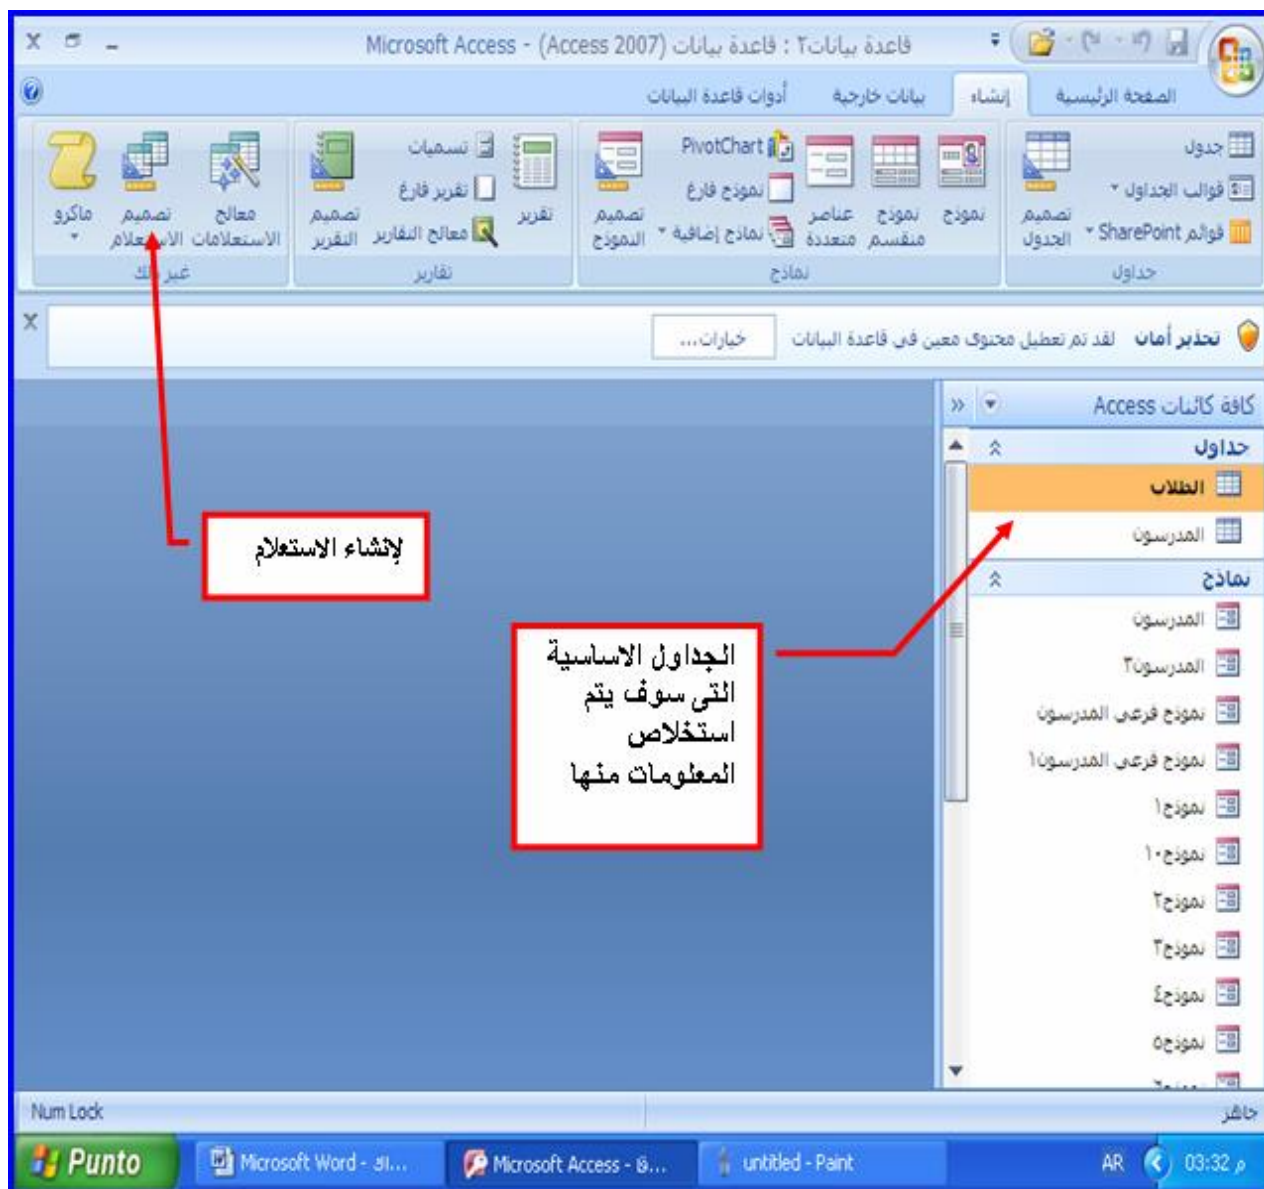 قاعدة بيانات٢ : قاعدة بيانات (Access 2007) - Microsoft Access
الصفحة الرئيسية
إنشاء
بيانات خارجية
أدوات قاعدة البيانات
جدول
قوالب الجداول
قوائم SharePoint
تصميم الجدول
جداول
نموذج
نموذج منقسم
عناصر متعددة
PivotChart
نموذج فارغ
نماذج إضافية
تصميم النموذج
نماذج
تقرير
تسميات
تقرير فارغ
معالج التقارير
تصميم التقرير
تقارير
معالج الاستعلامات
تصميم الاستعلام
ماكرو
غير ذلك
تحذير أمان لقد تم تعطيل محتوى معين في قاعدة البيانات
خيارات...
كافة كائنات Access
جداول
الطلاب
المدرسون
نماذج
المدرسون
المدرسون٣
نموذج فرعي المدرسون
نموذج فرعي المدرسون١
نموذج١
نموذج١٠
نموذج٢
نموذج٣
نموذج٤
نموذج٥
لإنشاء الاستعلام
الجداول الاساسية
التى سوف يتم
استخلاص
المعلومات منها
Num Lock
جاهز
Punto
Microsoft Word - ال...
Microsoft Access - ق...
untitled - Paint
AR
03:32 م